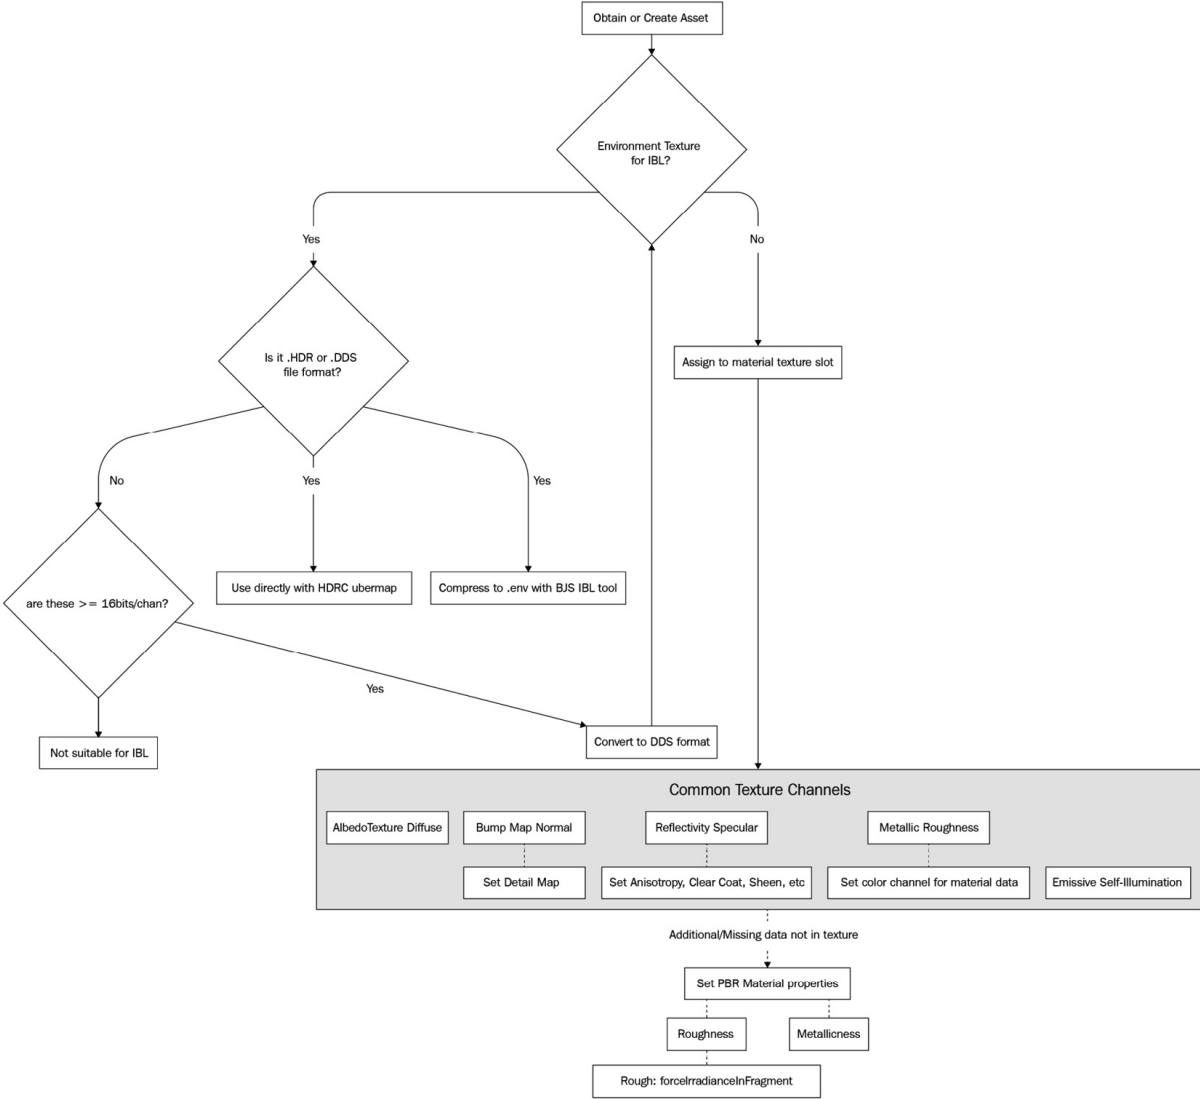 Obtain or Create Asset
Environment Texture
for IBL?
Yes
No
Is it .HDR or .DDS
file format?
Assign to material texture slot
No
Yes
Yes
Use directly with HDRC ubermap
Compress to .env with BJS IBL tool
are these >= 16bits/chan?
Yes
Not suitable for IBL
Convert to DDS format
Common Texture Channels
AlbedoTexture Diffuse
Bump Map Normal
Reflectivity Specular
Metallic Roughness
Set Detail Map
Set Anisotropy, Clear Coat, Sheen, etc
Set color channel for material data
Emissive Self-Illumination
Additional/Missing data not in texture
Set PBR Material properties
Roughness
Metallicness
Rough: forceIrradianceInFragment